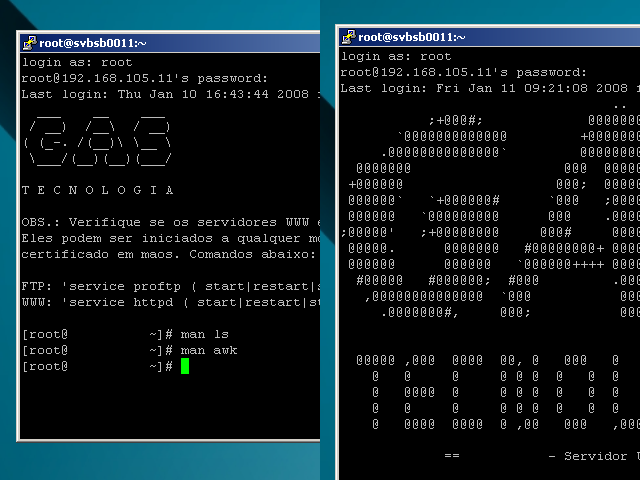 root@svbsb0011:~
login as: root
root@192.168.105.11's password:
Last login: Thu Jan 10 16:43:44 2008
GAS
T E C N O L O G I A
OBS.: Verifique se os servidores WWW
Eles podem ser iniciados a qualquer
certificado em maos. Comandos abaixo:
FTP: 'service proftp ( start|restart|
WWW: 'service httpd ( start|restart|
[root@ ~]# man ls
[root@ ~]# man awk
[root@ ~]#
root@svbsb0011:~
login as: root
root@192.168.105.11's password:
Last login: Fri Jan 11 09:21:08 2008
== - Servidor